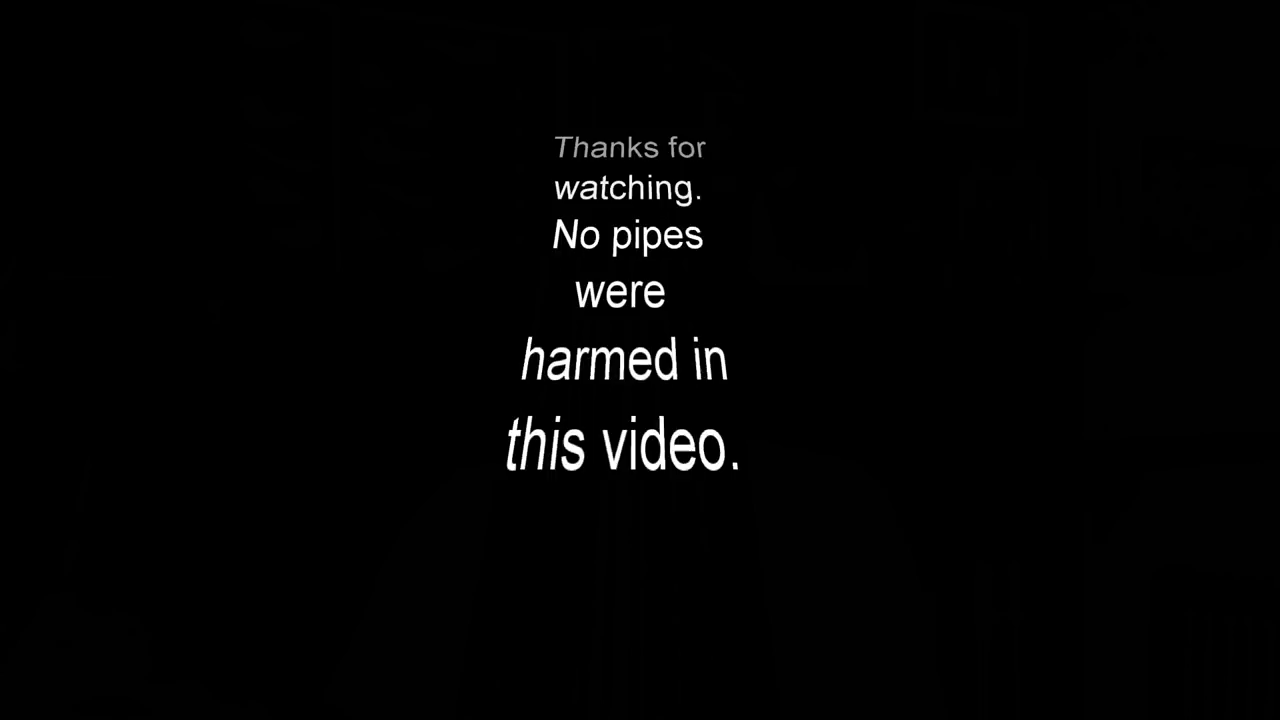 Thanks for
watching.
No pipes
were
harmed in
this video.